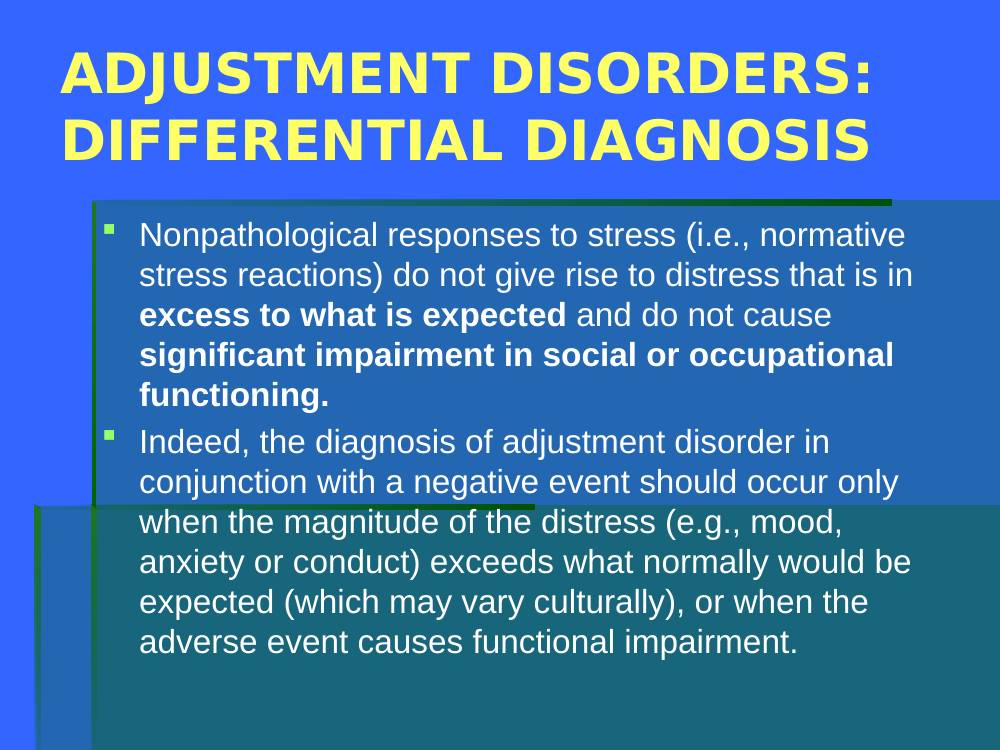 ADJUSTMENT DISORDERS:
DIFFERENTIAL DIAGNOSIS
Nonpathological responses to stress (i.e., normative
stress reactions) do not give rise to distress that is in
excess to what is expected and do not cause
significant impairment in social or occupational
functioning.
Indeed, the diagnosis of adjustment disorder in
conjunction with a negative event should occur only
when the magnitude of the distress (e.g., mood,
anxiety or conduct) exceeds what normally would be
expected (which may vary culturally), or when the
adverse event causes functional impairment.